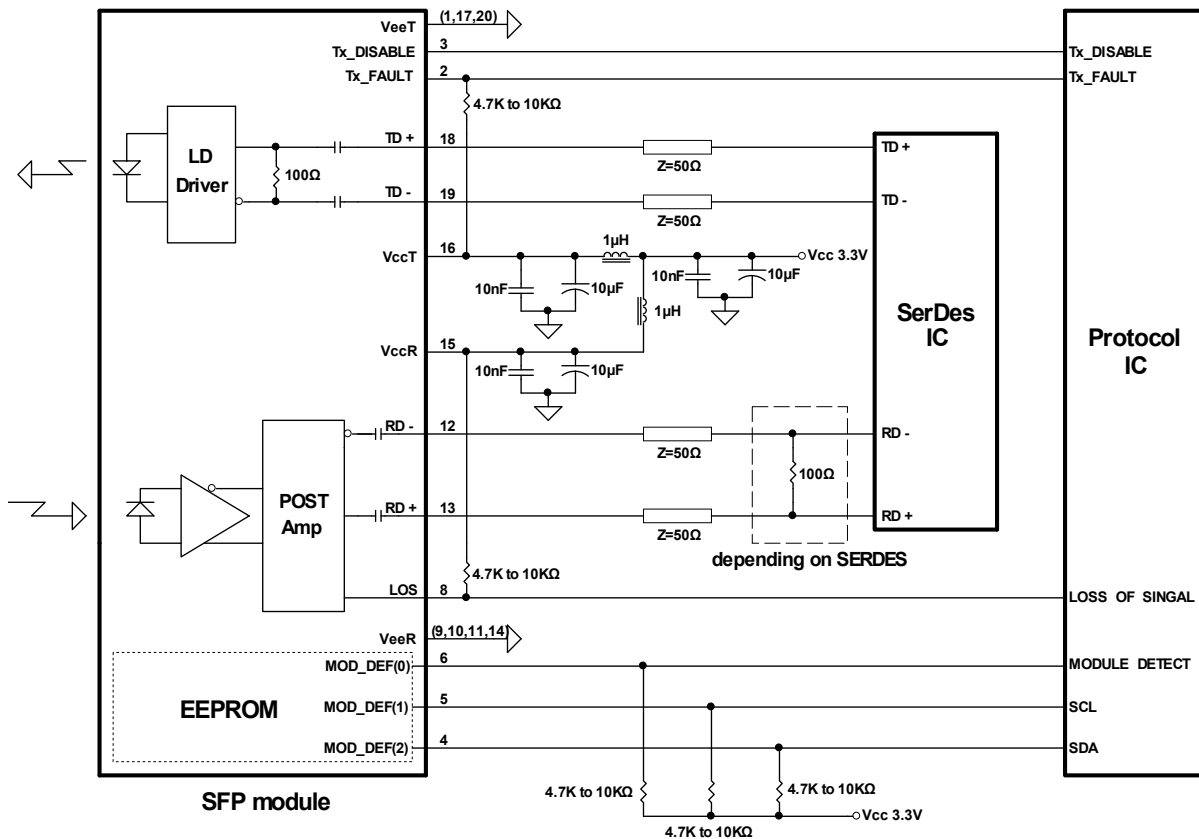 VeeT
(1,17,20)
Tx_DISABLE
3
Tx_DISABLE
Tx_FAULT
2
Tx_FAULT
4.7K to 10KΩ
LD
Driver
100Ω
TD +
18
Z=50Ω
TD +
TD -
19
Z=50Ω
TD -
VccT
16
1µH
Vcc 3.3V
10nF
10µF
10nF
10µF
1µH
SerDes
IC
Protocol
IC
VccR
15
10nF
10µF
RD -
12
Z=50Ω
RD -
100Ω
POST
Amp
RD +
13
Z=50Ω
RD +
depending on SERDES
4.7K to 10KΩ
LOS
8
LOSS OF SINGAL
VeeR
(9,10,11,14)
MOD_DEF(0)
6
MODULE DETECT
EEPROM
MOD_DEF(1)
5
SCL
MOD_DEF(2)
4
SDA
SFP module
4.7K to 10KΩ
4.7K to 10KΩ
4.7K to 10KΩ
Vcc 3.3V